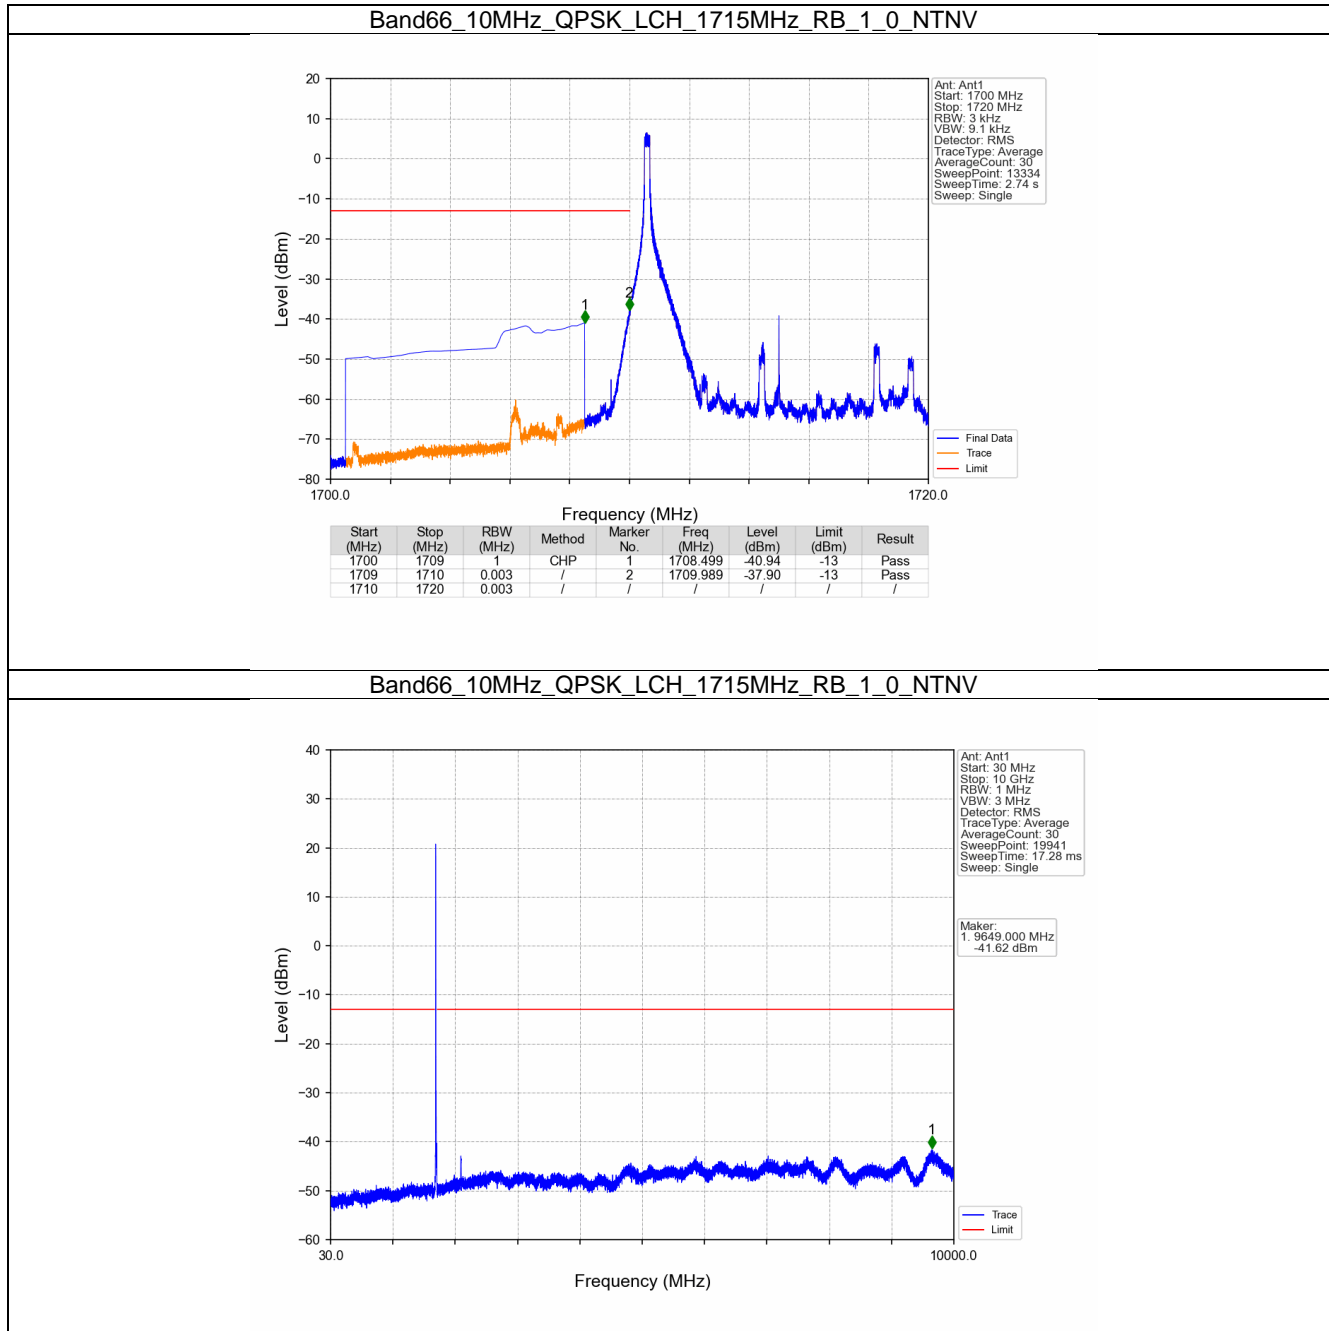 Band66_10MHz_QPSK_LCH_1715MHz_RB_1_0_NTNV
20
10
0
−10
−20
−30
−40
−50
−60
−70
−80
Level (dBm)
1
2
1700.0
1720.0
Frequency (MHz)
Ant: Ant1
Start: 1700 MHz
Stop: 1720 MHz
RBW: 3 kHz
VBW: 9.1 kHz
Detector: RMS
TraceType: Average
AverageCount: 30
SweepPoint: 13334
SweepTime: 2.74 s
Sweep: Single
Final Data
Trace
Limit
Start (MHz) Stop (MHz) RBW (MHz) Method Marker No. Freq (MHz) Level (dBm) Limit (dBm) Result
1700 1709 1 CHP 1 1708.499 -40.94 -13 Pass
1709 1710 0.003 / 2 1709.989 -37.90 -13 Pass
1710 1720 0.003 / / / / / /
Band66_10MHz_QPSK_LCH_1715MHz_RB_1_0_NTNV
40
30
20
10
0
−10
−20
−30
−40
−50
−60
Level (dBm)
1
30.0
10000.0
Frequency (MHz)
Ant: Ant1
Start: 30 MHz
Stop: 10 GHz
RBW: 1 MHz
VBW: 3 MHz
Detector: RMS
TraceType: Average
AverageCount: 30
SweepPoint: 19941
SweepTime: 17.28 ms
Sweep: Single
Maker:
1. 9649.000 MHz
-41.62 dBm
Trace
Limit